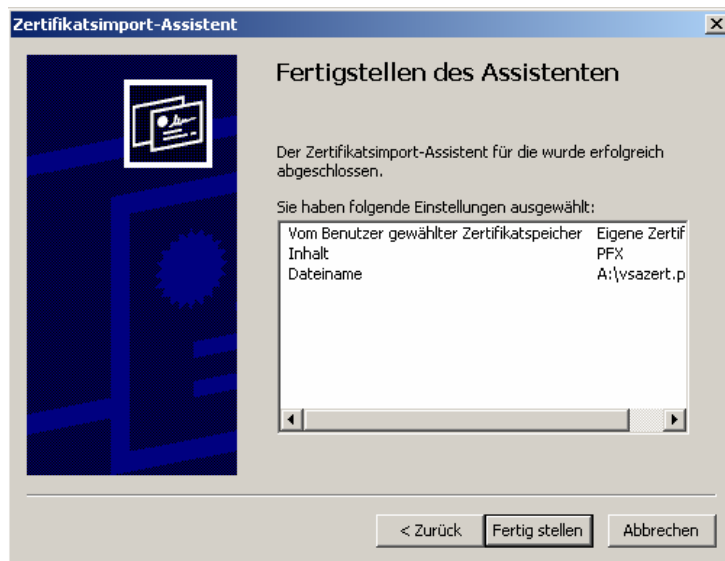 Zertifikatsimport-Assistent
Fertigstellen des Assistenten
Der Zertifikatsimport-Assistent für die wurde erfolgreich
abgeschlossen.
Sie haben folgende Einstellungen ausgewählt:
Vom Benutzer gewählter Zertifikatspeicher Eigene Zertif
Inhalt PFX
Dateiname A:\vsazert.p
< Zurück Fertig stellen Abbrechen